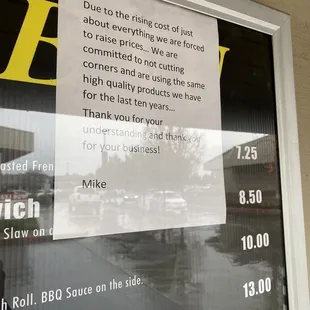 Due to the rising cost of just
about everything we are forced
to raise prices... We are
committed to not cutting
corners and are using the same
high quality products we have
for the last ten years...
Thank you for your
understanding and thank you
for your business!
Mike
7.25
8.50
Slaw on
10.00
Roll. BBQ Sauce on the side.
13.00